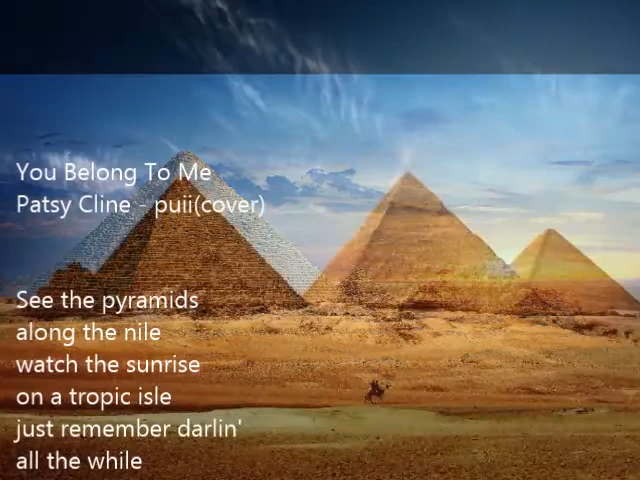 You Belong To Me
Patsy Cline - puii(cover)
See the pyramids
along the nile
watch the sunrise
on a tropic isle
just remember darlin'
all the while